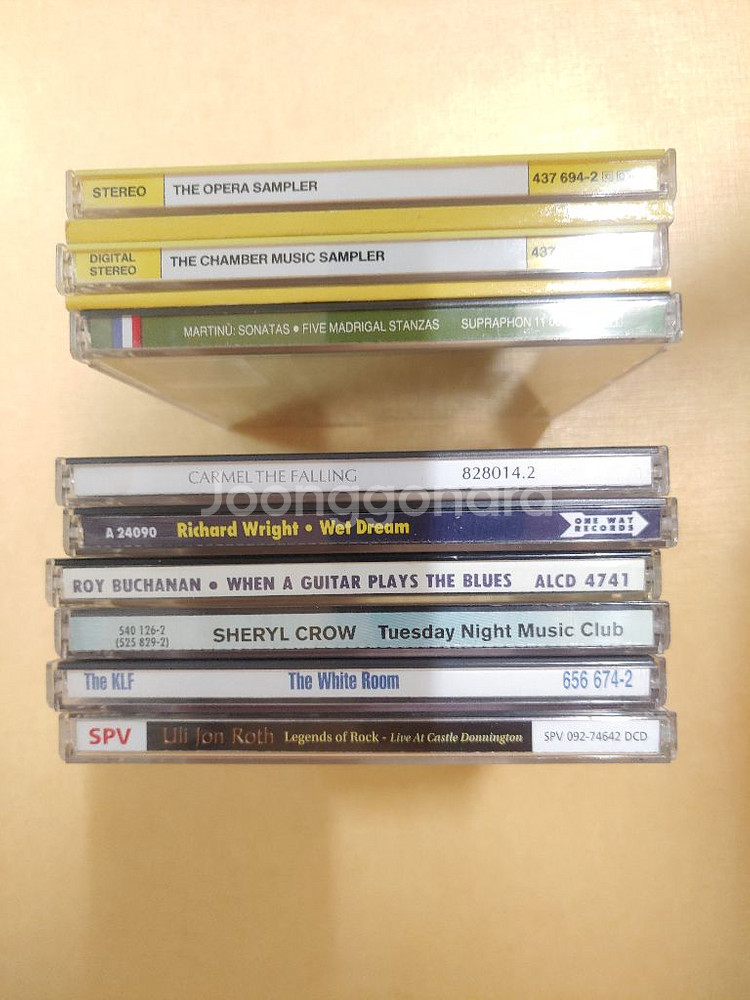 STEREO THE OPERA SAMPLER 437 694-2
DIGITAL STEREO THE CHAMBER MUSIC SAMPLER 437
MARTINŮ: SONATAS • FIVE MADRIGAL STANZAS SUPRAPHON 11
CARMEL THE FALLING 828014.2
Joonggonara
A 24090 Richard Wright • Wet Dream ONE WAY RECORDS
ROY BUCHANAN • WHEN A GUITAR PLAYS THE BLUES ALCD 4741
540 126-2
(525 829-2) SHERYL CROW Tuesday Night Music Club
The KLF The White Room 656 674-2
SPV Uli Jon Roth Legends of Rock - Live At Castle Donnington SPV 092-74642 DCD